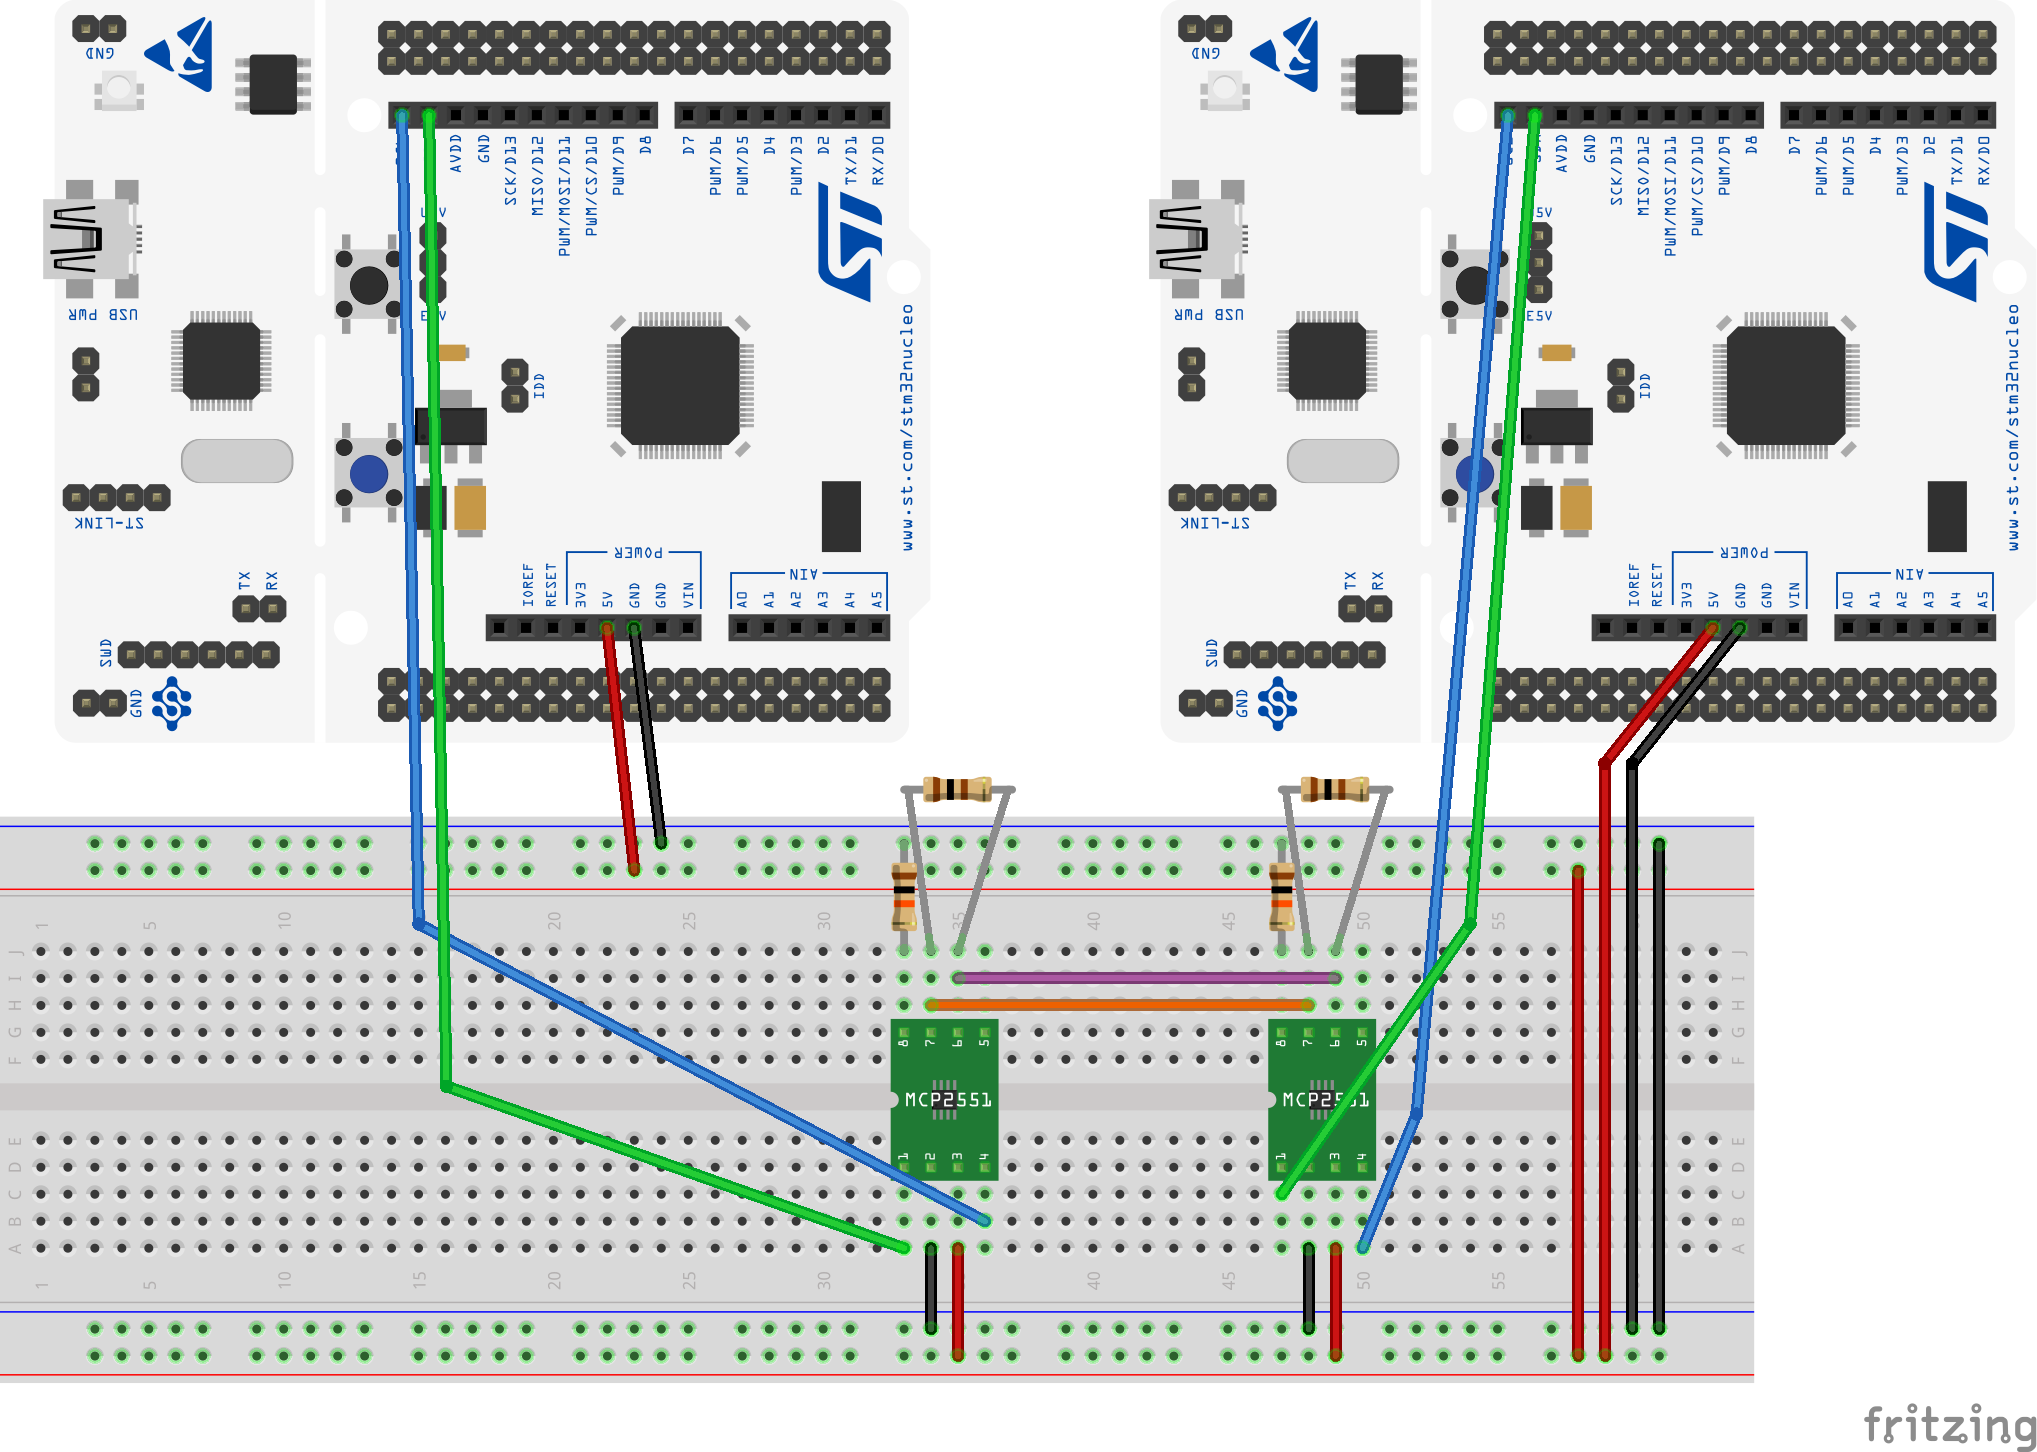 GND
GND
AVDD
GND
SCK/D13
MISO/D12
PWM/MOSI/D11
PWM/CS/D10
PWM/D9
D8
D7
PWM/D6
PWM/D5
D4
PWM/D3
D2
TX/D1
RX/D0
AVDD
GND
SCK/D13
MISO/D12
PWM/MOSI/D11
PWM/CS/D10
PWM/D9
D8
D7
PWM/D6
PWM/D5
D4
PWM/D3
D2
TX/D1
RX/D0
ST
5V
ST
USB PWR
E5V
www.st.com/stm32nucleo
USB PWR
E5V
www.st.com/stm32nucleo
IDD
IDD
ST-LINK
ST-LINK
POWER
POWER
TX
RX
IOREF
RESET
3V3
5V
GND
GND
VIN
AIN
A0
A1
A2
A3
A4
A5
TX
RX
IOREF
RESET
3V3
5V
GND
GND
VIN
AIN
A0
A1
A2
A3
A4
A5
SWD
SWD
GND
GND
1 5 10 20 25 30 35 45 50 55
J J
I I
H H
G G
F F
8 7 6 5
8 7 6 5
MCP2551
MCP2551
E E
1 2 3 4
1 2 3 4
D D
C C
B B
A A
1 5 10 15 20 25 30 40 45 50 55
fritzing